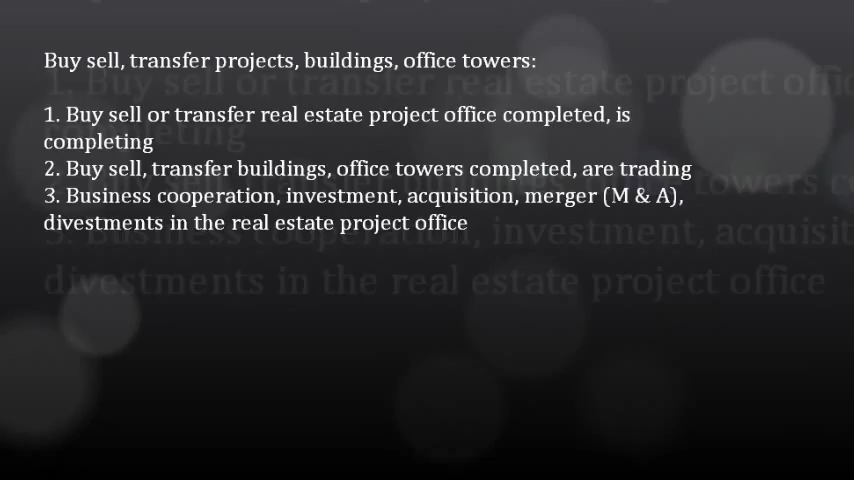 Buy sell, transfer projects, buildings, office towers:
1. Buy sell or transfer real estate project office completed, is
completing
2. Buy sell, transfer buildings, office towers completed, are trading
3. Business cooperation, investment, acquisition, merger (M & A),
divestments in the real estate project office